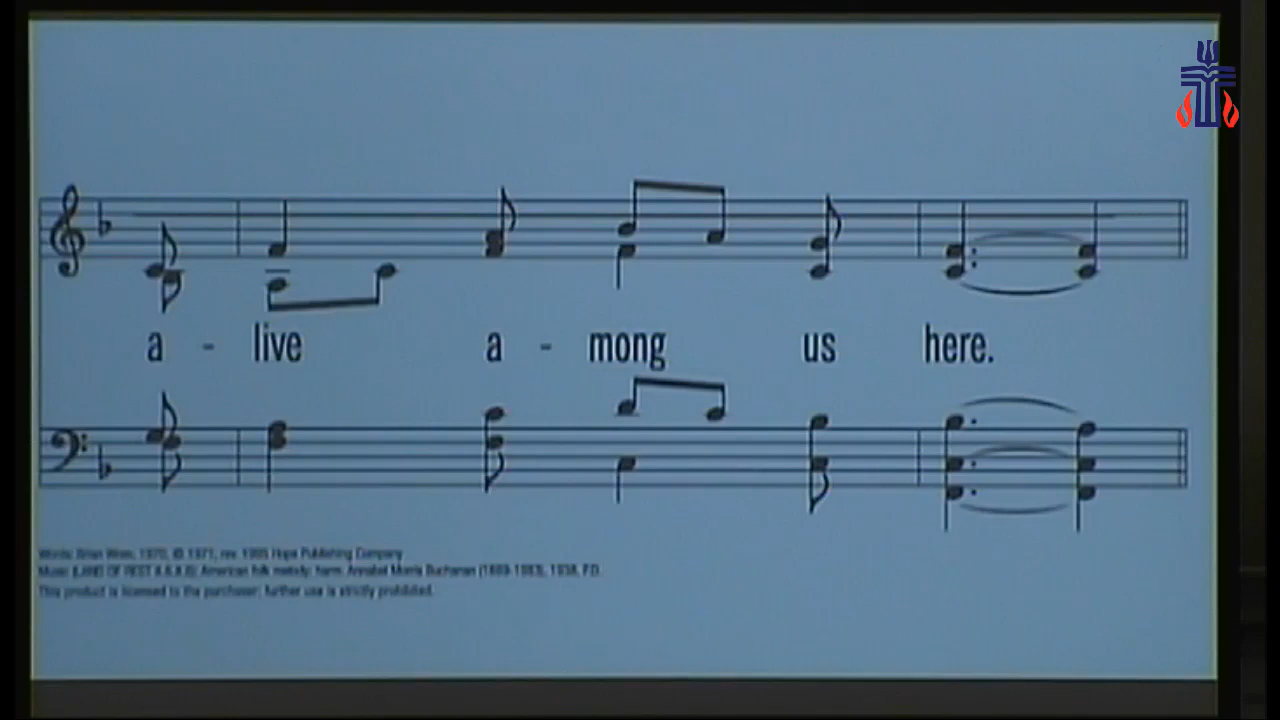 a - live a - mong us here.
Words: Brian Wren, 1970, © 1971, rev. 1995 Hope Publishing Company
Music (LAND OF REST 8.6.8.6) American folk melody; harm. Annabel Morris Buchanan (1889-1983), 1938, P.D.
This product is licensed to the purchaser; further use is strictly prohibited.